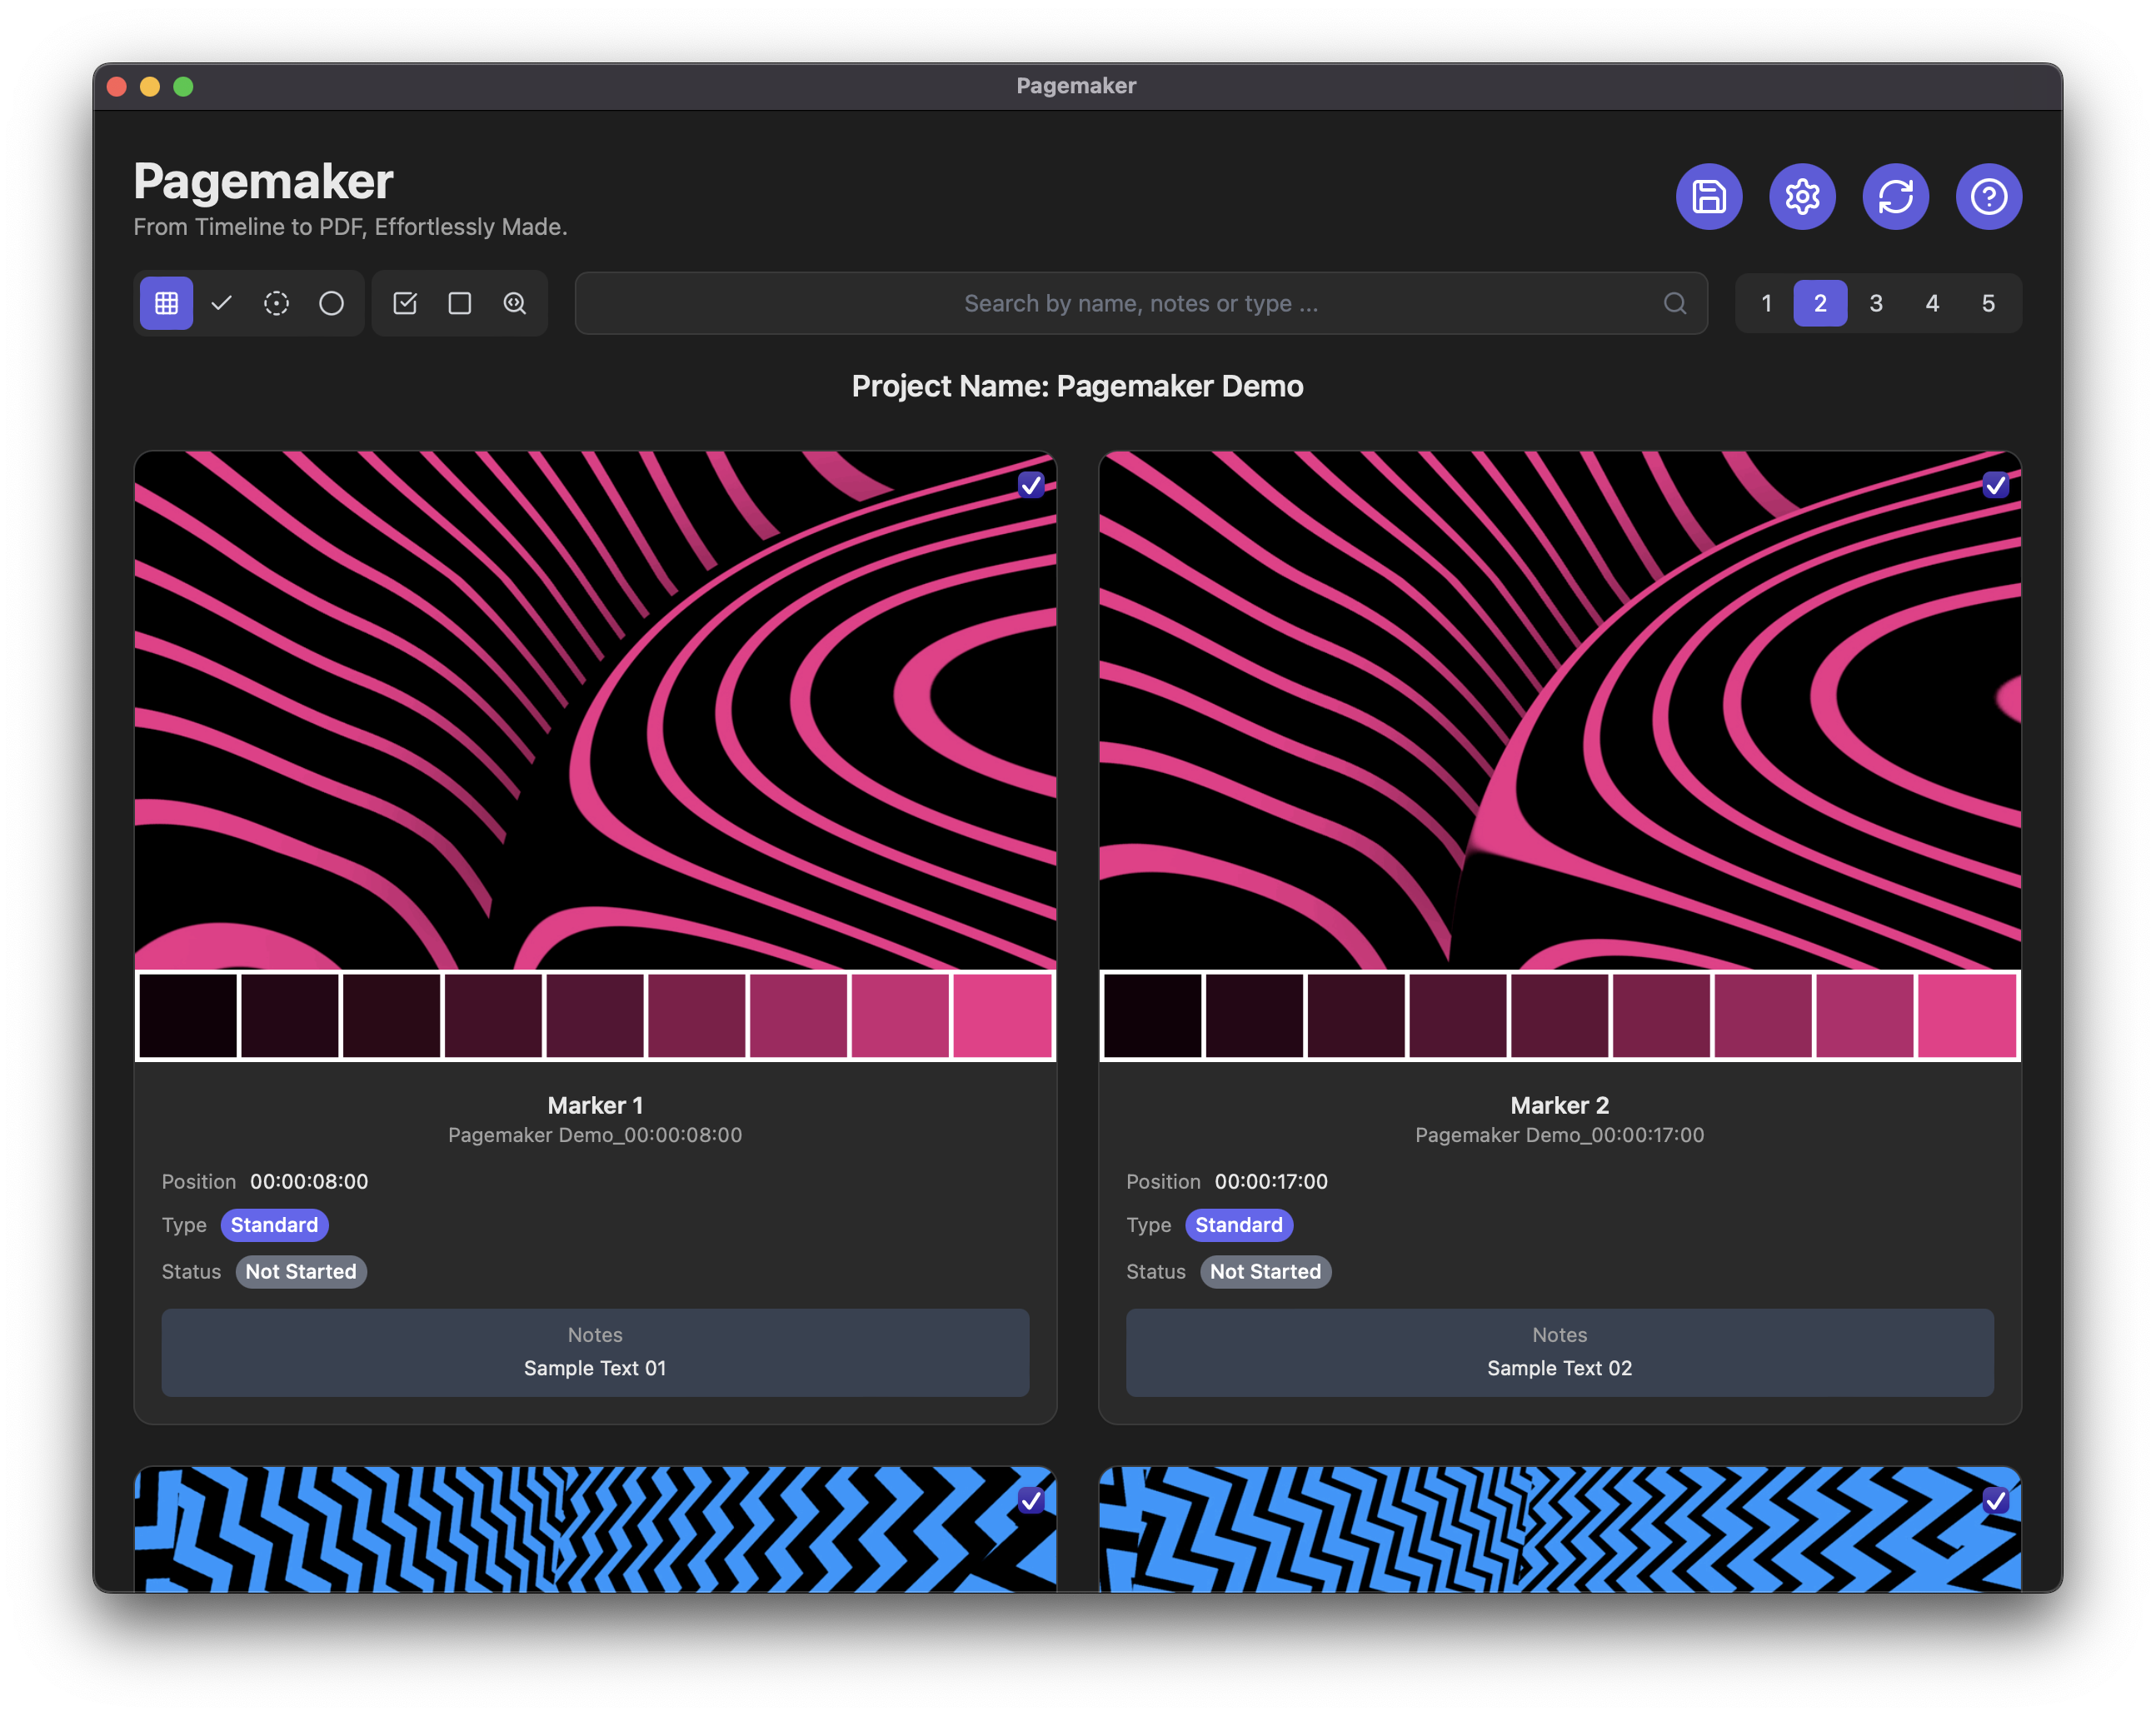 Pagemaker
Pagemaker
From Timeline to PDF, Effortlessly Made.
Search by name, notes or type ...
1 2 3 4 5
Project Name: Pagemaker Demo
Marker 1
Pagemaker Demo_00:00:08:00
Position 00:00:08:00
Type Standard
Status Not Started
Notes
Sample Text 01
Marker 2
Pagemaker Demo_00:00:17:00
Position 00:00:17:00
Type Standard
Status Not Started
Notes
Sample Text 02